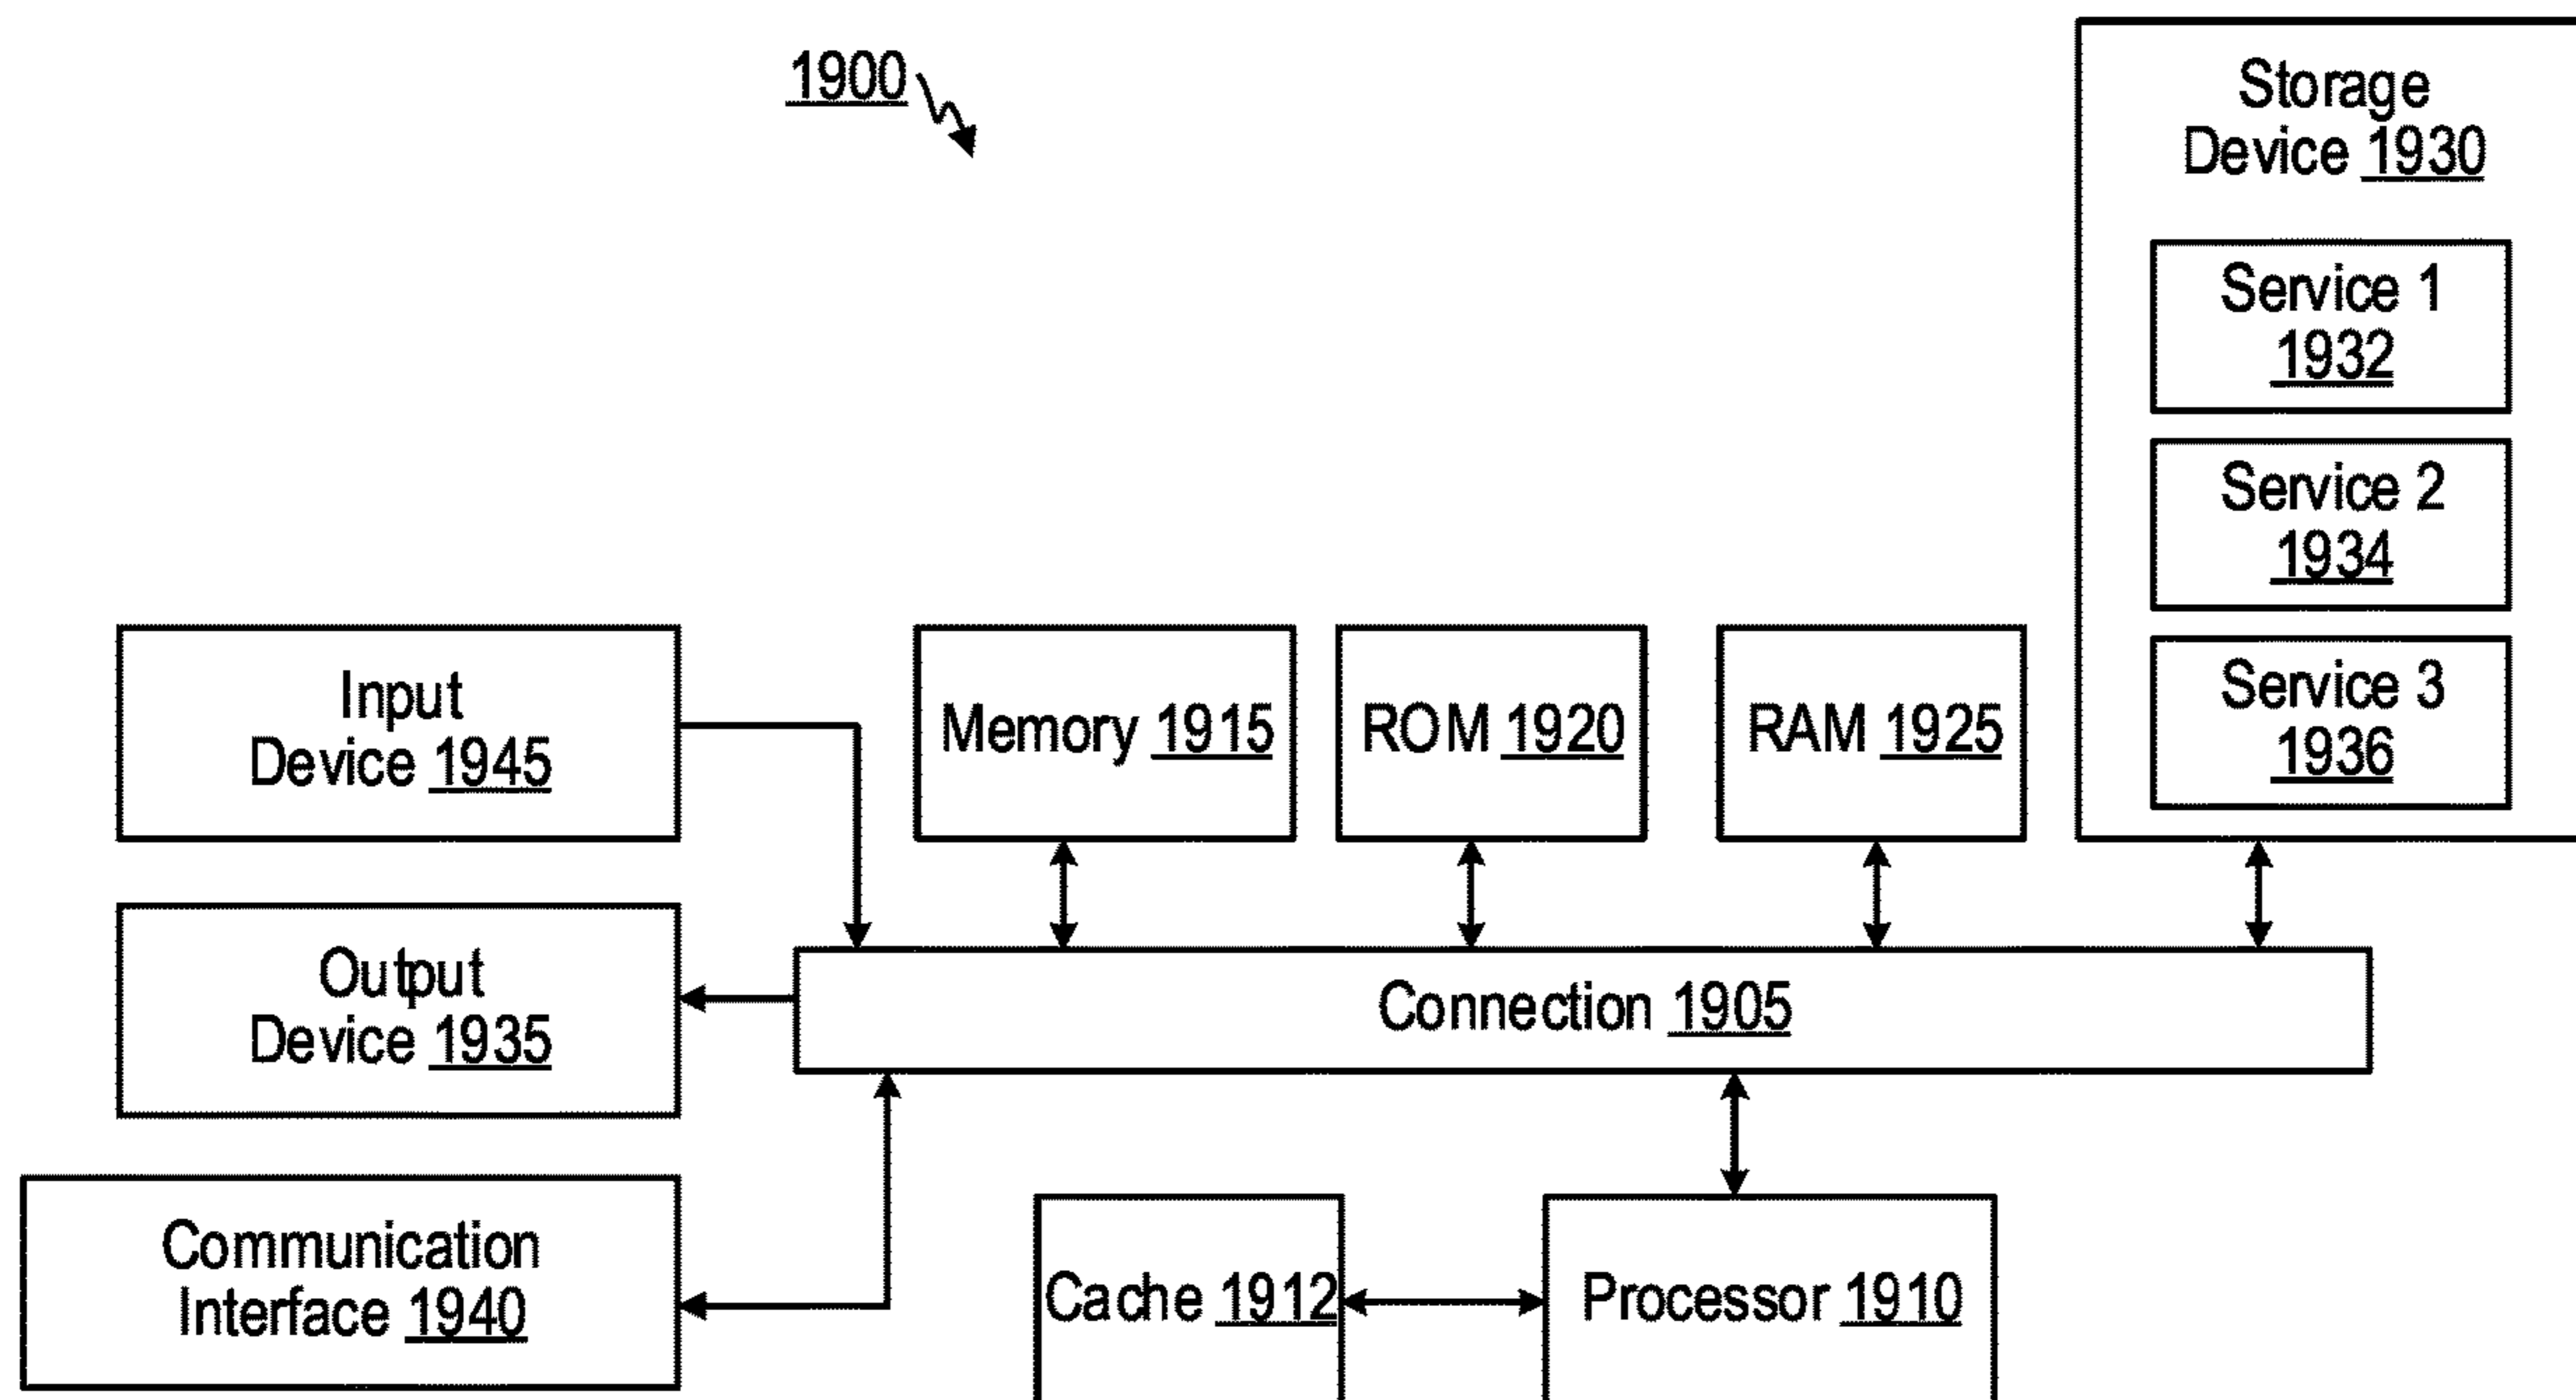 1900
Storage
Device 1930
Service 1
1932
Service 2
1934
Service 3
1936
Input
Device 1945
Memory 1915
ROM 1920
RAM 1925
Output
Device 1935
Connection 1905
Communication
Interface 1940
Cache 1912
Processor 1910